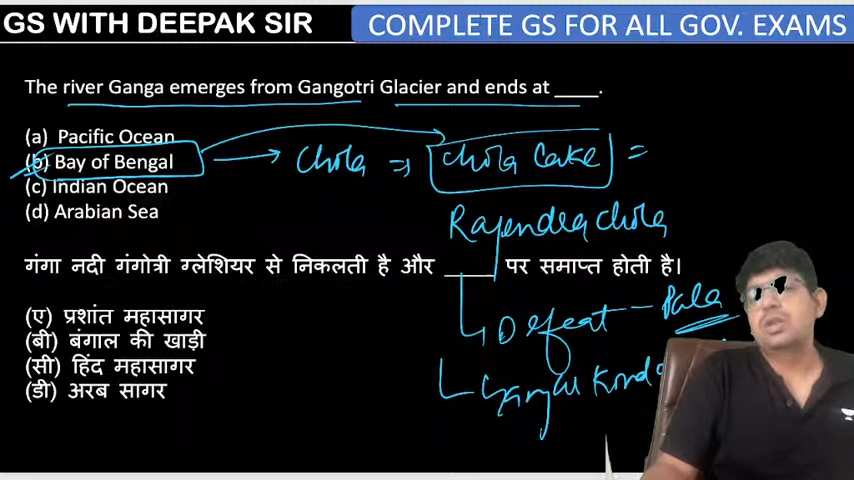 GS WITH DEEPAK SIR
COMPLETE GS FOR ALL GOV. EXAMS
The river Ganga emerges from Gangotri Glacier and ends at ____.
(a) Pacific Ocean
(b) Bay of Bengal
(c) Indian Ocean
(d) Arabian Sea
Chola ⇒ Chola Lake =
Rajendra Chola
गंगा नदी गंगोत्री ग्लेशियर से निकलती है और ____ पर समाप्त होती है।
(ए) प्रशांत महासागर
(बी) बंगाल की खाड़ी
(सी) हिंद महासागर
(डी) अरब सागर
Defeat — Pala